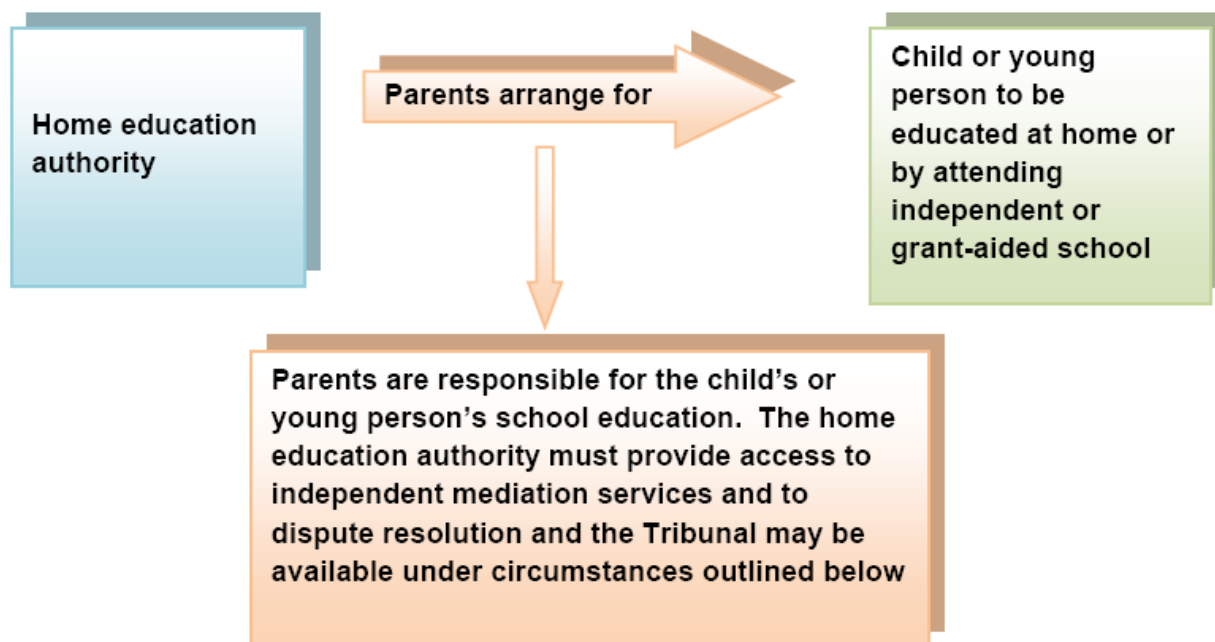 Home education
authority
Parents arrange for
Child or young
person to be
educated at home or
by attending
independent or
grant-aided school
Parents are responsible for the child’s or
young person’s school education.  The home
education authority must provide access to
independent mediation services and to
dispute resolution and the Tribunal may be
available under circumstances outlined below